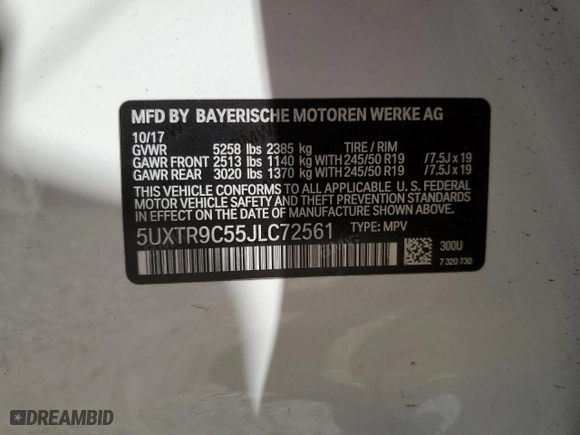 MFD BY BAYERISCHE MOTOREN WERKE AG
10/17
GVWR 5258 lbs 2385 kg TIRE / RIM
GAWR FRONT 2513 lbs 1140 kg WITH 245/50 R19 /7.5J x 19
GAWR REAR 3020 lbs 1370 kg WITH 245/50 R19 /7.5J x 19
THIS VEHICLE CONFORMS TO ALL APPLICABLE U. S. FEDERAL
MOTOR VEHICLE SAFETY AND THEFT PREVENTION STANDARDS
IN EFFECT ON THE DATE OF MANUFACTURE SHOWN ABOVE.
5UXTR9C55JLC72561 TYPE: MPV
300U
7 320 730
DREAMBID